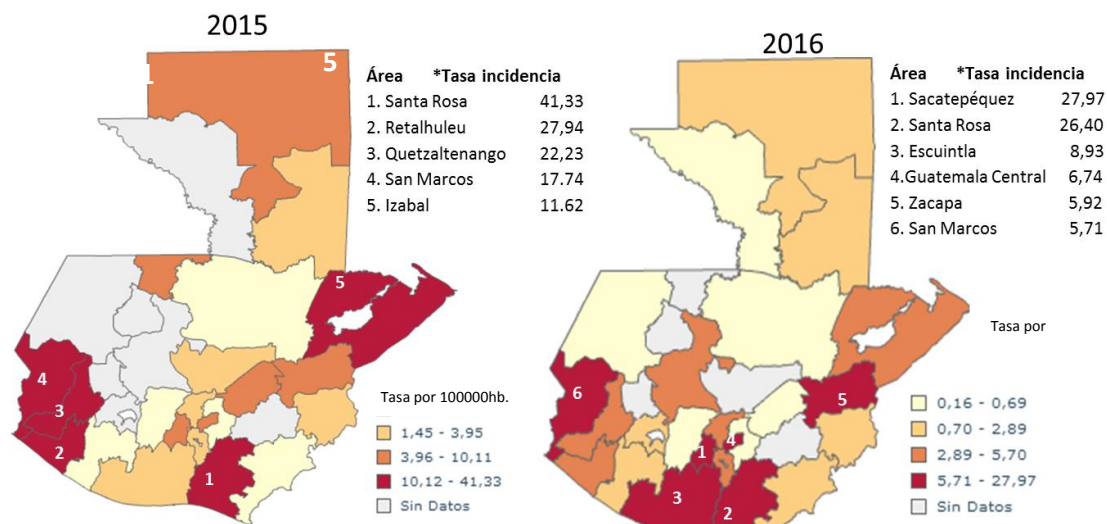 2015
Área *Tasa incidencia
1. Santa Rosa 41,33
2. Retalhuleu 27,94
3. Quetzaltenango 22,23
4. San Marcos 17.74
5. Izabal 11.62
1
5
5
4
3
2
1
Tasa por 100000hb.
1,45 - 3,95
3,96 - 10,11
10,12 - 41,33
Sin Datos
2016
Área *Tasa incidencia
1. Sacatepéquez 27,97
2. Santa Rosa 26,40
3. Escuintla 8,93
4.Guatemala Central 6,74
5. Zacapa 5,92
6. San Marcos 5,71
6
5
4
1
3
2
Tasa por
0,16 - 0,69
0,70 - 2,89
2,89 - 5,70
5,71 - 27,97
Sin Datos